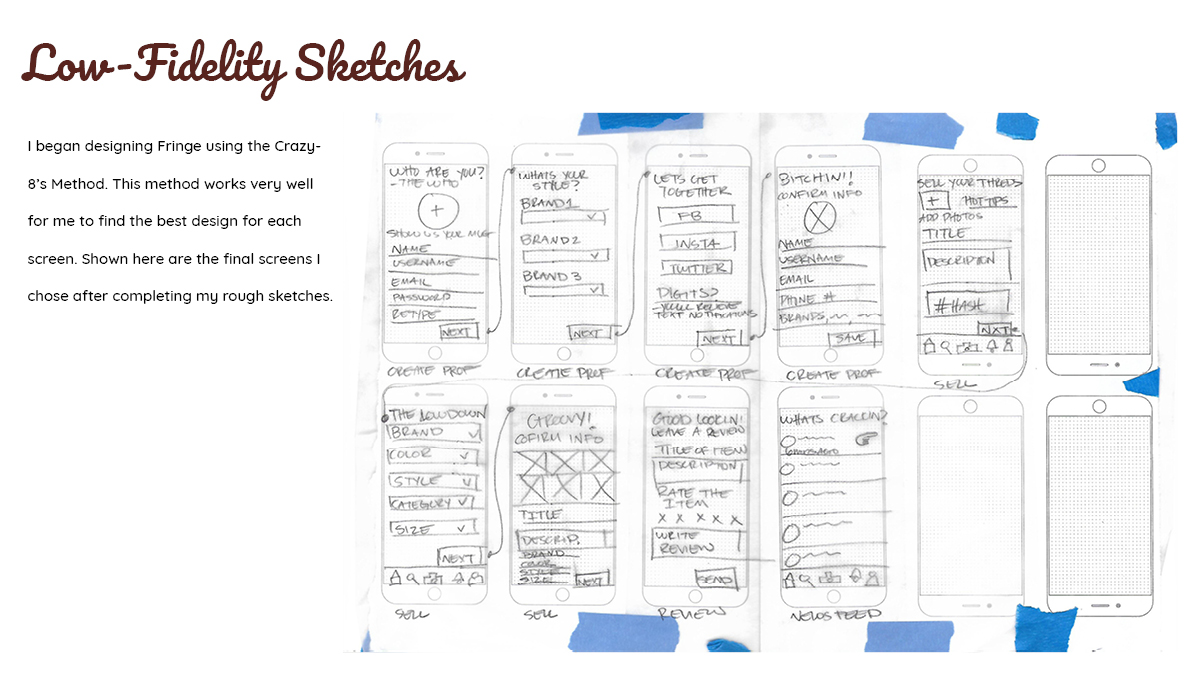 Low-Fidelity Sketches
I began designing Fringe using the Crazy-
8's Method. This method works very well
for me to find the best design for each
screen. Shown here are the final screens I
chose after completing my rough sketches.
WHO ARE YOU?
- THE WHO
+
SHOW US YOUR MUG
NAME
USERNAME
EMAIL
PASSWORD
RETYPE
NEXT
CREATE PROF
WHATS YOUR
STYLE?
BRAND 1
BRAND 2
BRAND 3
NEXT
CREATE PROF
LETS GET
TOGETHER
FB
INSTA
TWITTER
DIGITS?
TEXT NOTIFICATIONS
NEXT
CREATE PROF
BITCHIN!!
CONFIRM INFO
NAME
USERNAME
EMAIL
PHONE #
BRANDS
SAVE
CREATE PROF
SELL YOUR THREDS
+ HOT TIPS
ADD PHOTOS
TITLE
DESCRIPTION
#HASH
NXT
SELL
THE LOWDOWN
BRAND
COLOR
STYLE
CATEGORY
SIZE
NEXT
SELL
GROOVY!
COFIRM INFO
TITLE
DESCRIP.
BRAND
COLOR
STYLE
SIZE
NEXT
SELL
GOOD LOOKIN!
LEAVE A REVIEW
TITLE OF ITEM
DESCRIPTION
RATE THE
ITEM
X X X X X
WRITE
REVIEW
SEND
REVIEW
WHATS CRACKIN?
NEWS FEED